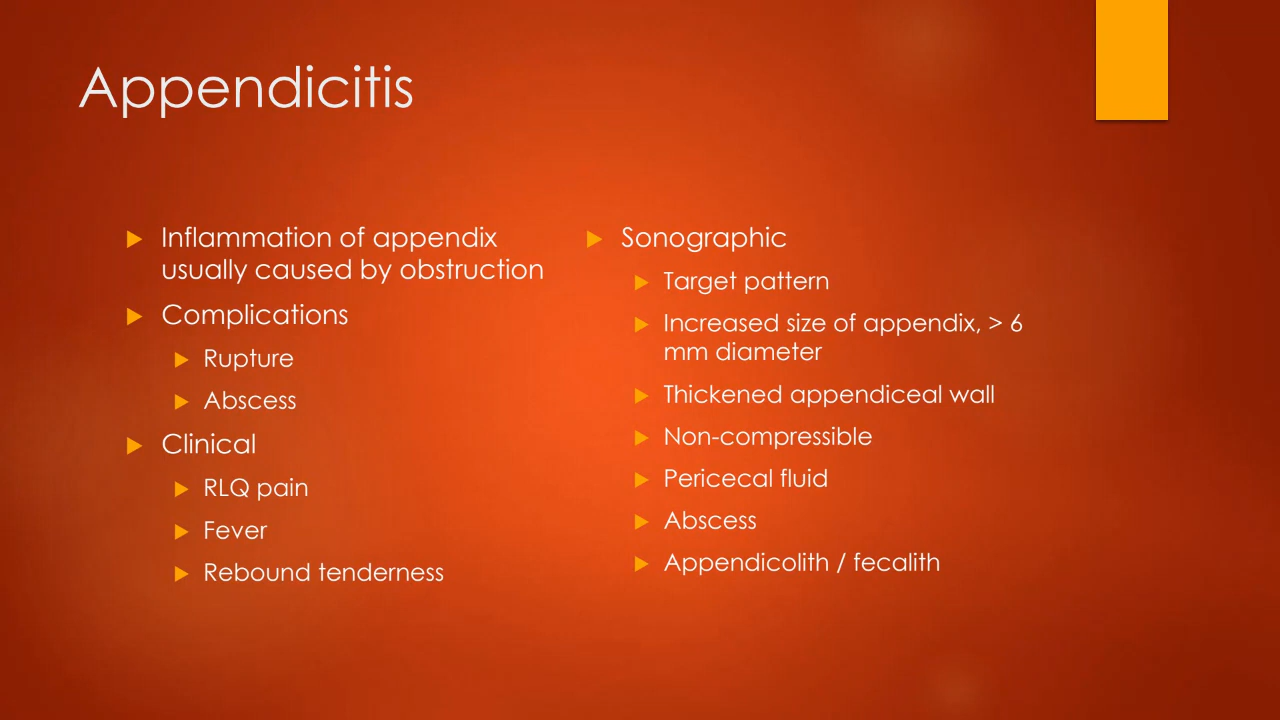 Appendicitis
Inflammation of appendix
usually caused by obstruction
Complications
Rupture
Abscess
Clinical
RLQ pain
Fever
Rebound tenderness
Sonographic
Target pattern
Increased size of appendix, > 6
mm diameter
Thickened appendiceal wall
Non-compressible
Pericecal fluid
Abscess
Appendicolith / fecalith